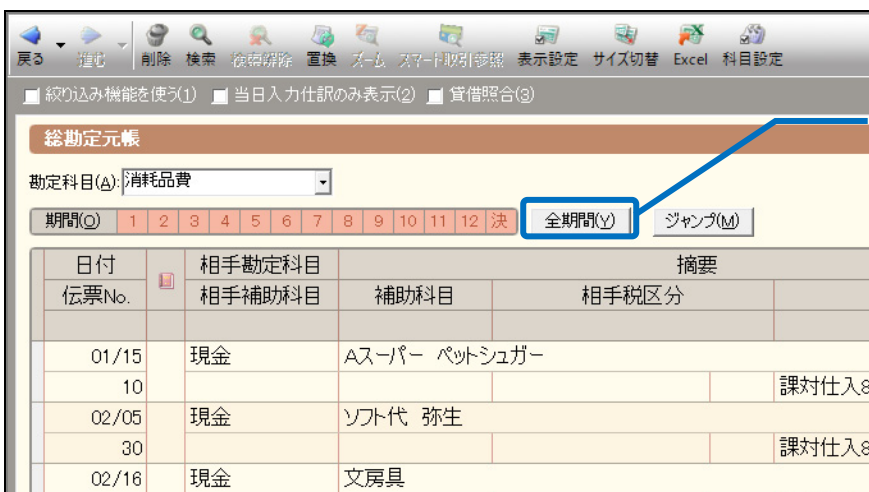 戻る 進む 削除 検索 検索解除 置換 ズーム スマート取引参照 表示設定 サイズ切替 Excel 科目設定
絞り込み機能を使う(1) 当日入力仕訳のみ表示(2) 貸借照合(3)
総勘定元帳
勘定科目(A): 消耗品費
期間(O) 1 2 3 4 5 6 7 8 9 10 11 12 決 全期間(Y) ジャンプ(M)
日付 相手勘定科目 摘要
伝票No. 相手補助科目 補助科目 相手税区分
01/15 現金 Aスーパー ペットシュガー
10 課対仕入8
02/05 現金 ソフト代 弥生
30 課対仕入8
02/16 現金 文房具